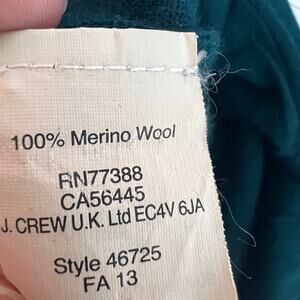 100% Merino Wool
RN77388
CA56445
J. CREW U.K. Ltd EC4V 6JA
Style 46725
FA 13